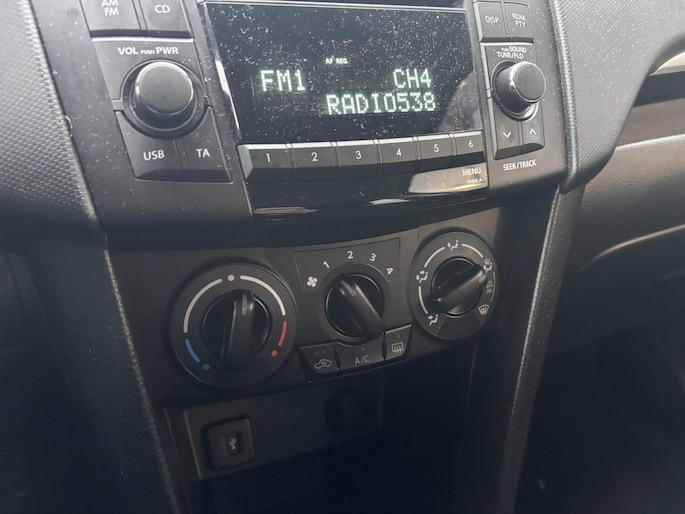 AM
FM
CD
DISP
RDM
PTY
VOL PUSH PWR
PUSH SOUND
TUNE/FLD
AF REG
FM1 CH4
RADIO538
USB
TA
1 2 3 4 5 6
MENU
SEEK/TRACK
1 2 3 4
A/C